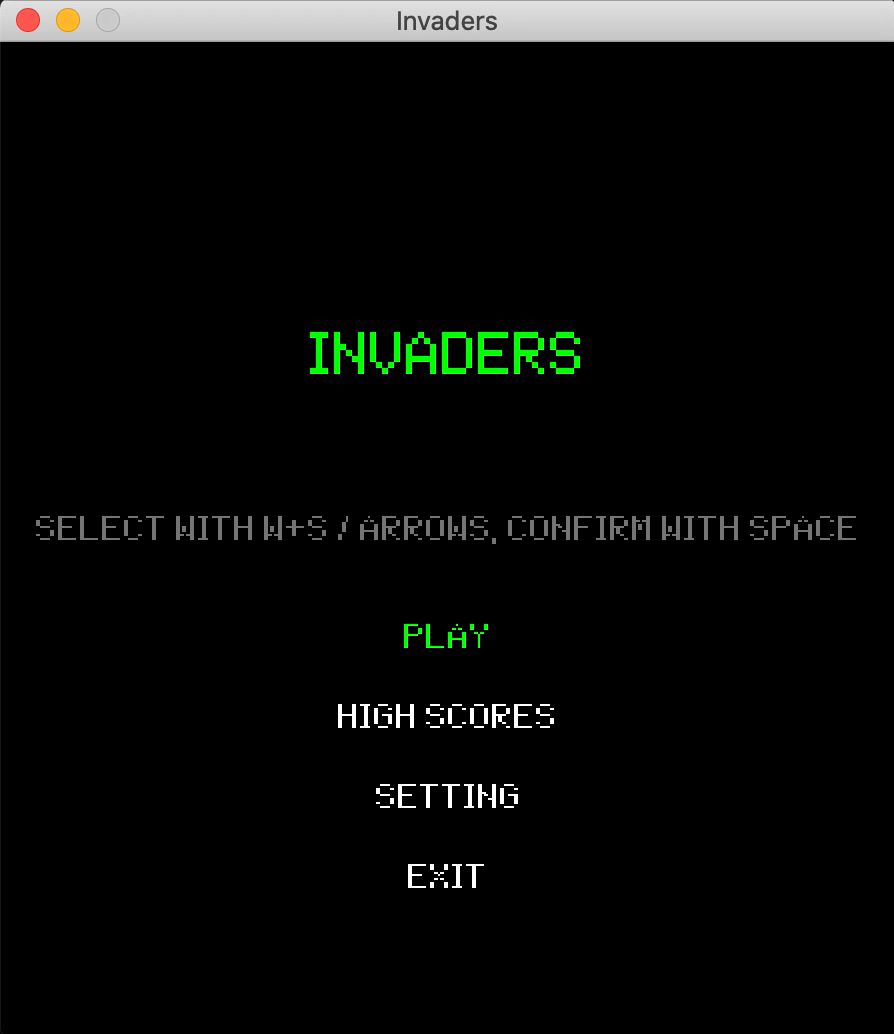 Invaders
INVADERS
SELECT WITH W+S / ARROWS, CONFIRM WITH SPACE
PLAY
HIGH SCORES
SETTING
EXIT